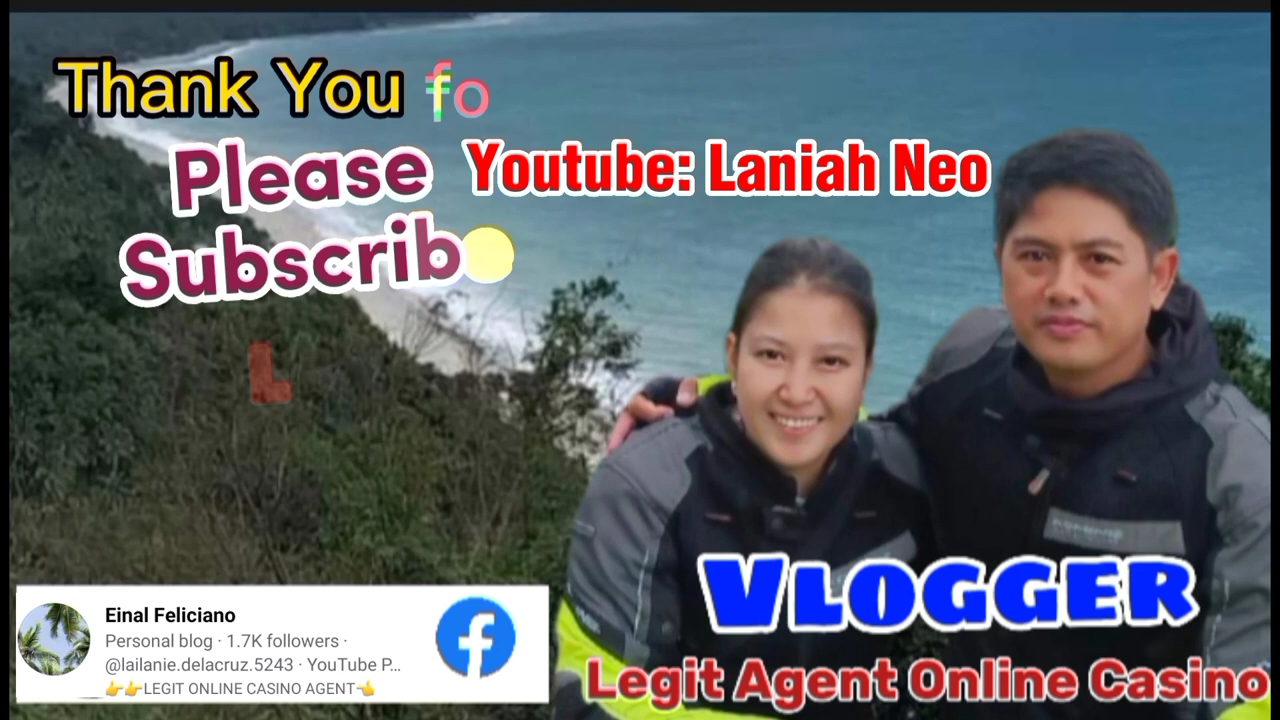 Thank You fo
Please
Subscrib
Youtube: Laniah Neo
L
Vlogger
Legit Agent Online Casino
Einal Feliciano
Personal blog · 1.7K followers ·
@lailanie.delacruz.5243 · YouTube P...
👉👉LEGIT ONLINE CASINO AGENT👈